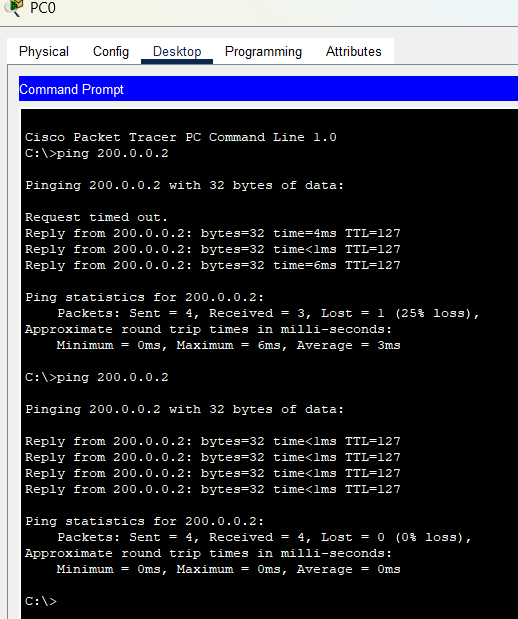 PC0
Physical Config Desktop Programming Attributes
Command Prompt
Cisco Packet Tracer PC Command Line 1.0
C:\>ping 200.0.0.2
Pinging 200.0.0.2 with 32 bytes of data:
Request timed out.
Reply from 200.0.0.2: bytes=32 time=4ms TTL=127
Reply from 200.0.0.2: bytes=32 time<1ms TTL=127
Reply from 200.0.0.2: bytes=32 time=6ms TTL=127
Ping statistics for 200.0.0.2:
Packets: Sent = 4, Received = 3, Lost = 1 (25% loss),
Approximate round trip times in milli-seconds:
Minimum = 0ms, Maximum = 6ms, Average = 3ms
C:\>ping 200.0.0.2
Pinging 200.0.0.2 with 32 bytes of data:
Reply from 200.0.0.2: bytes=32 time<1ms TTL=127
Reply from 200.0.0.2: bytes=32 time<1ms TTL=127
Reply from 200.0.0.2: bytes=32 time<1ms TTL=127
Reply from 200.0.0.2: bytes=32 time<1ms TTL=127
Ping statistics for 200.0.0.2:
Packets: Sent = 4, Received = 4, Lost = 0 (0% loss),
Approximate round trip times in milli-seconds:
Minimum = 0ms, Maximum = 0ms, Average = 0ms
C:\>